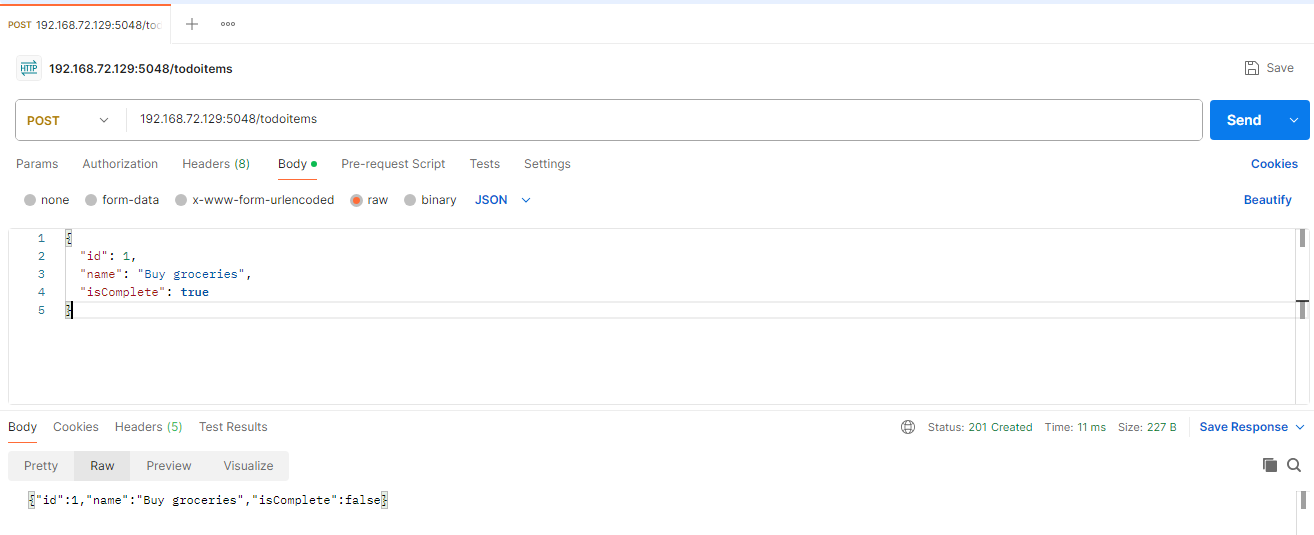 POST 192.168.72.129:5048/toc
HTTP 192.168.72.129:5048/todoitems Save
POST 192.168.72.129:5048/todoitems Send
Params Authorization Headers (8) Body Pre-request Script Tests Settings Cookies
none form-data x-www-form-urlencoded raw binary JSON Beautify
1 {
2 "id": 1,
3 "name": "Buy groceries",
4 "isComplete": true
5 }
Body Cookies Headers (5) Test Results Status: 201 Created Time: 11 ms Size: 227 B Save Response
Pretty Raw Preview Visualize
{"id":1,"name":"Buy groceries","isComplete":false}